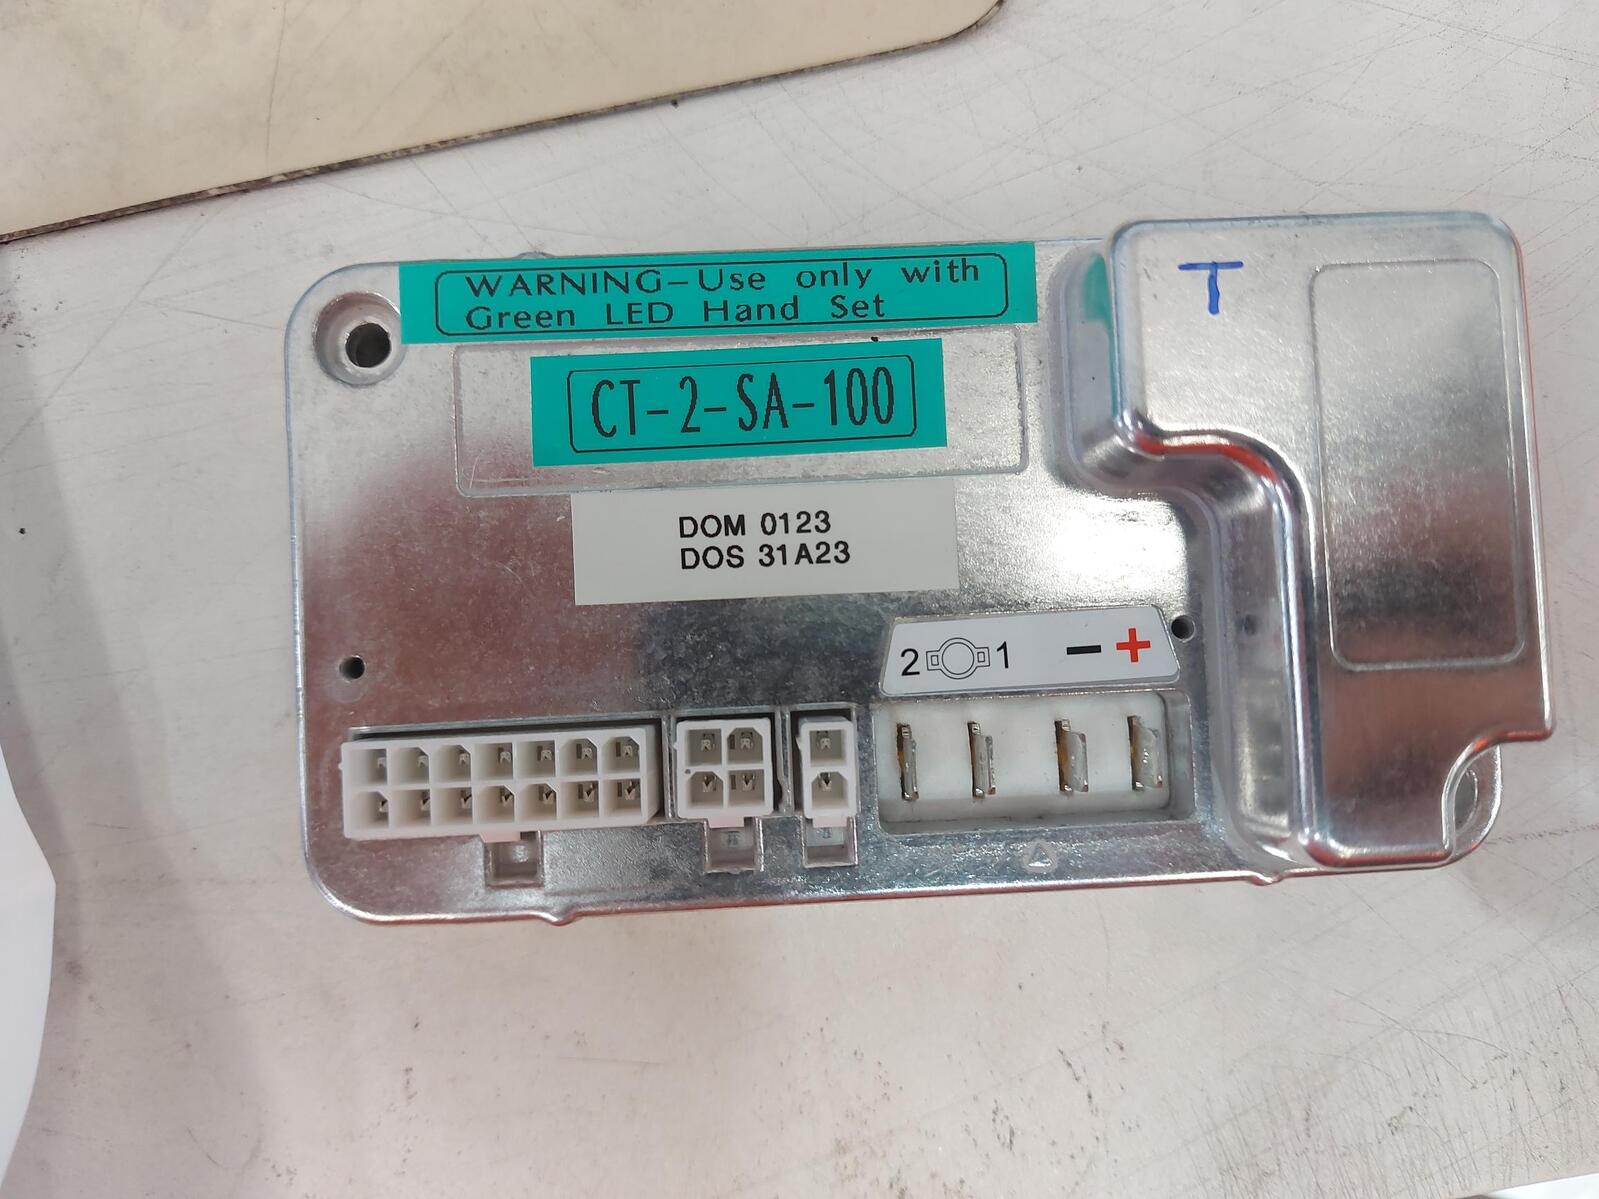 WARNING-Use only with
Green LED Hand Set
T
CT-2-SA-100
DOM 0123
DOS 31A23
2 1 - +